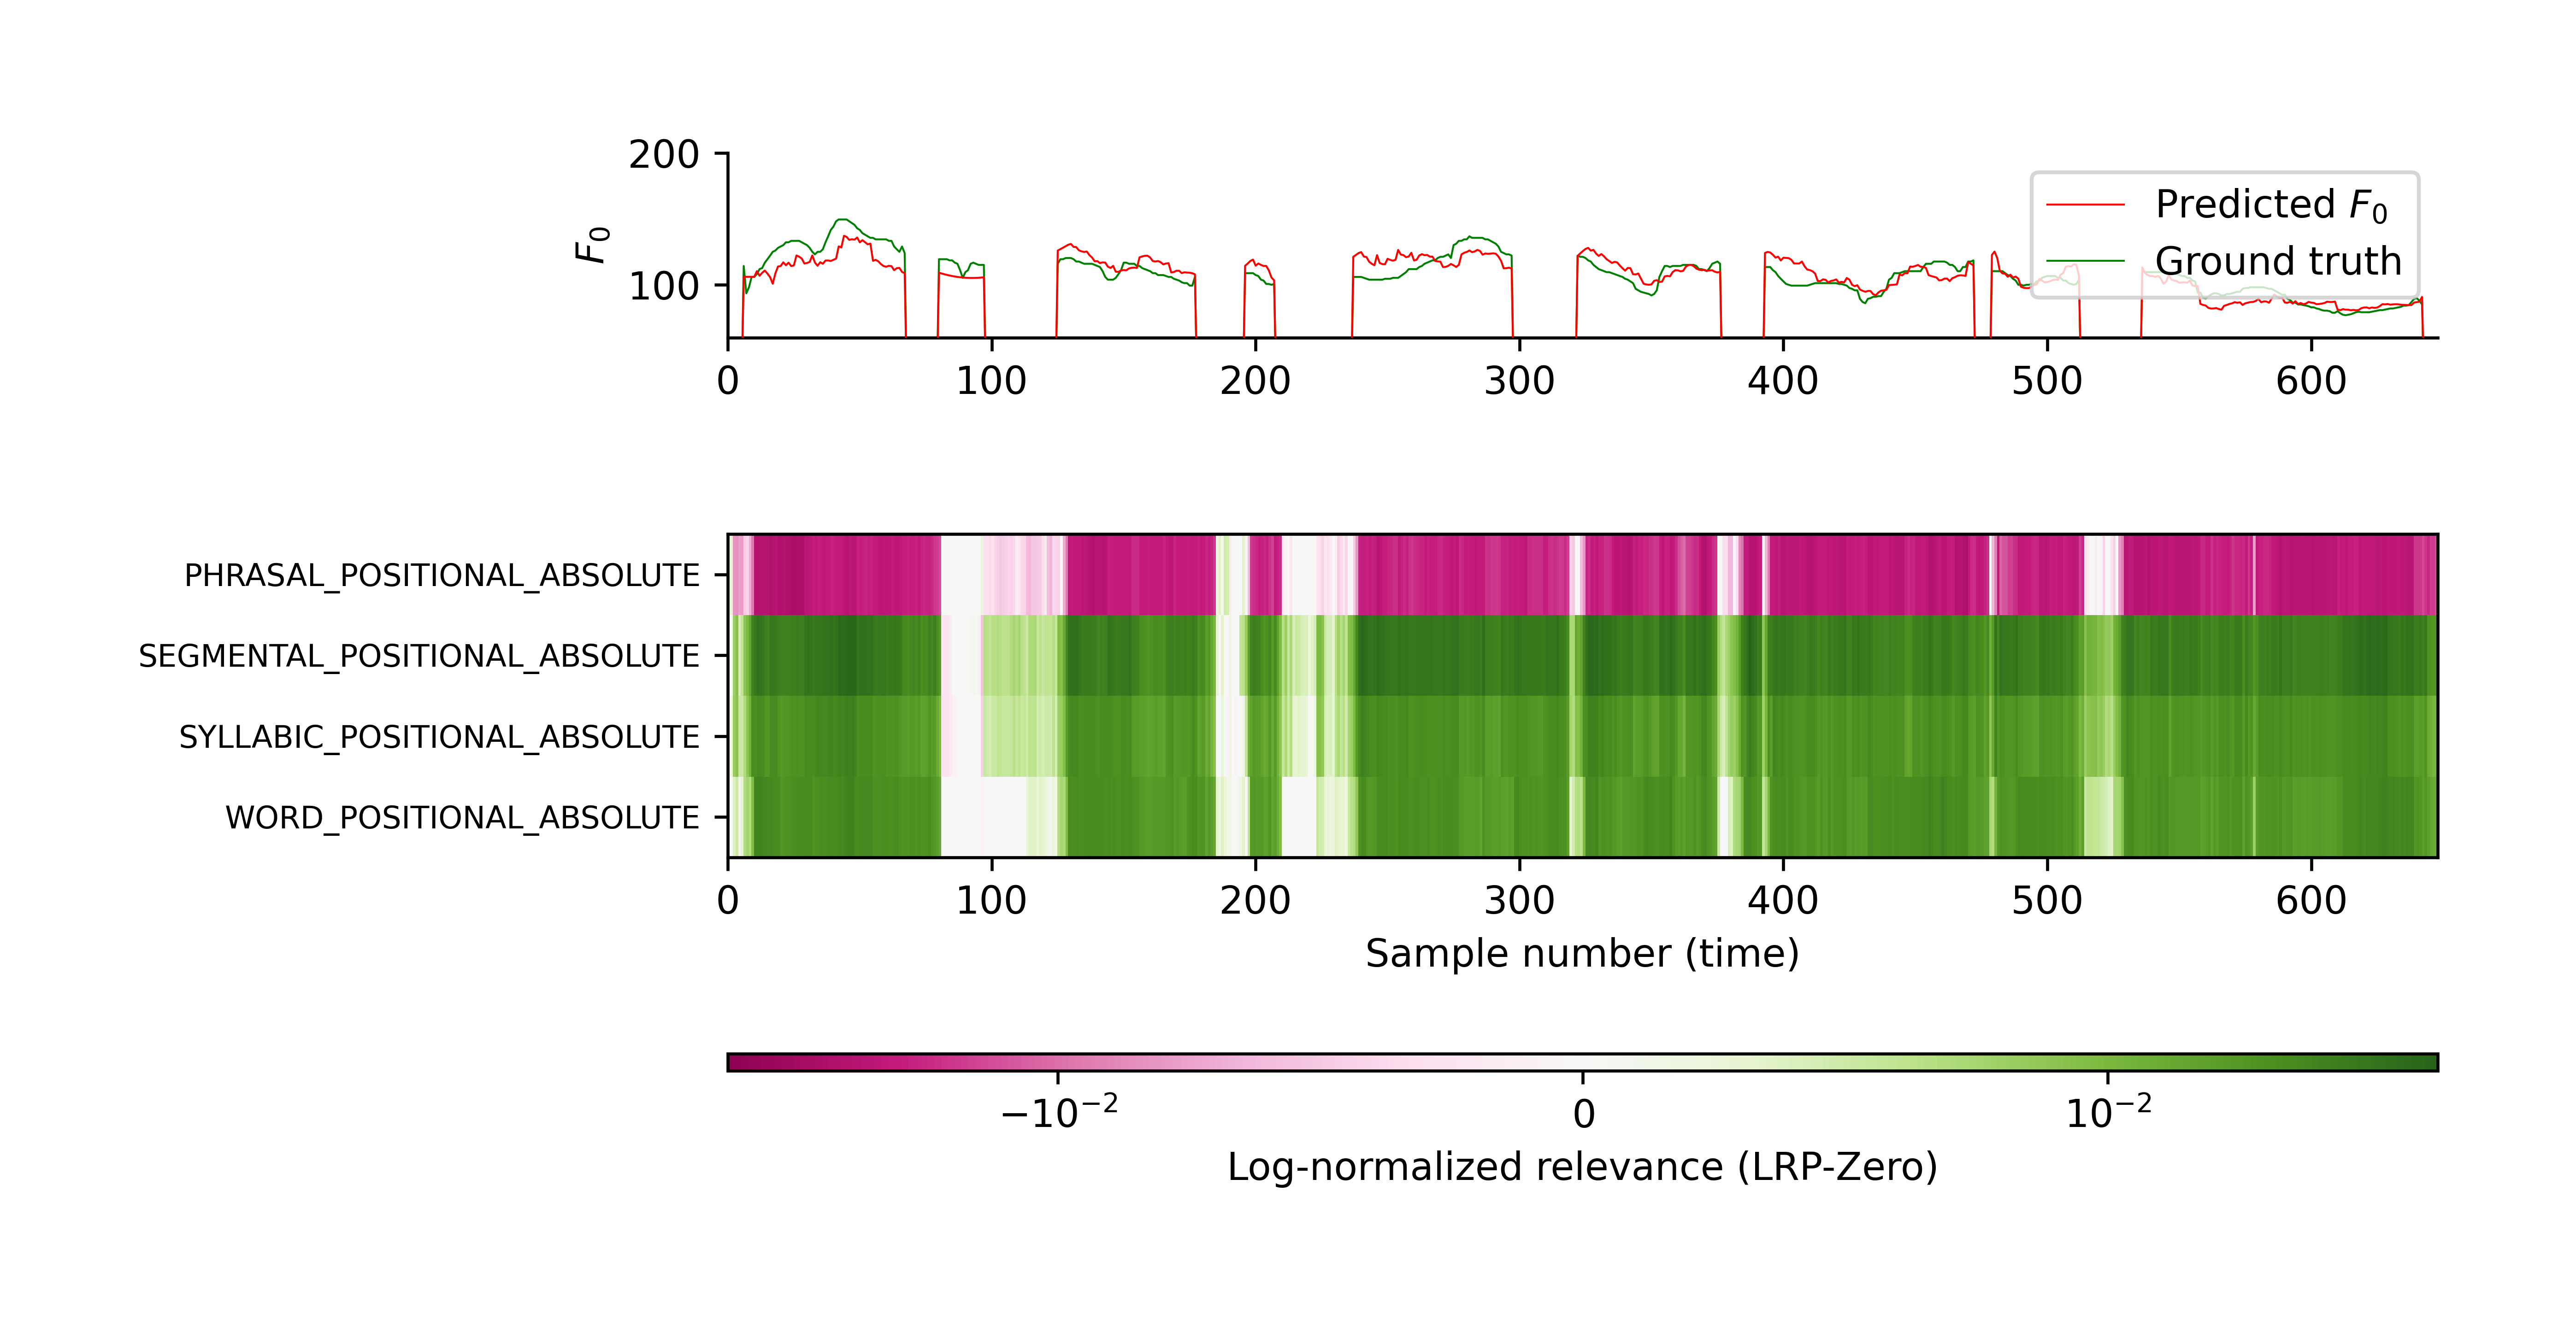 200
100
F₀
Predicted F₀
Ground truth
0 100 200 300 400 500 600
PHRASAL_POSITIONAL_ABSOLUTE
SEGMENTAL_POSITIONAL_ABSOLUTE
SYLLABIC_POSITIONAL_ABSOLUTE
WORD_POSITIONAL_ABSOLUTE
0 100 200 300 400 500 600
Sample number (time)
−10⁻² 0 10⁻²
Log-normalized relevance (LRP-Zero)